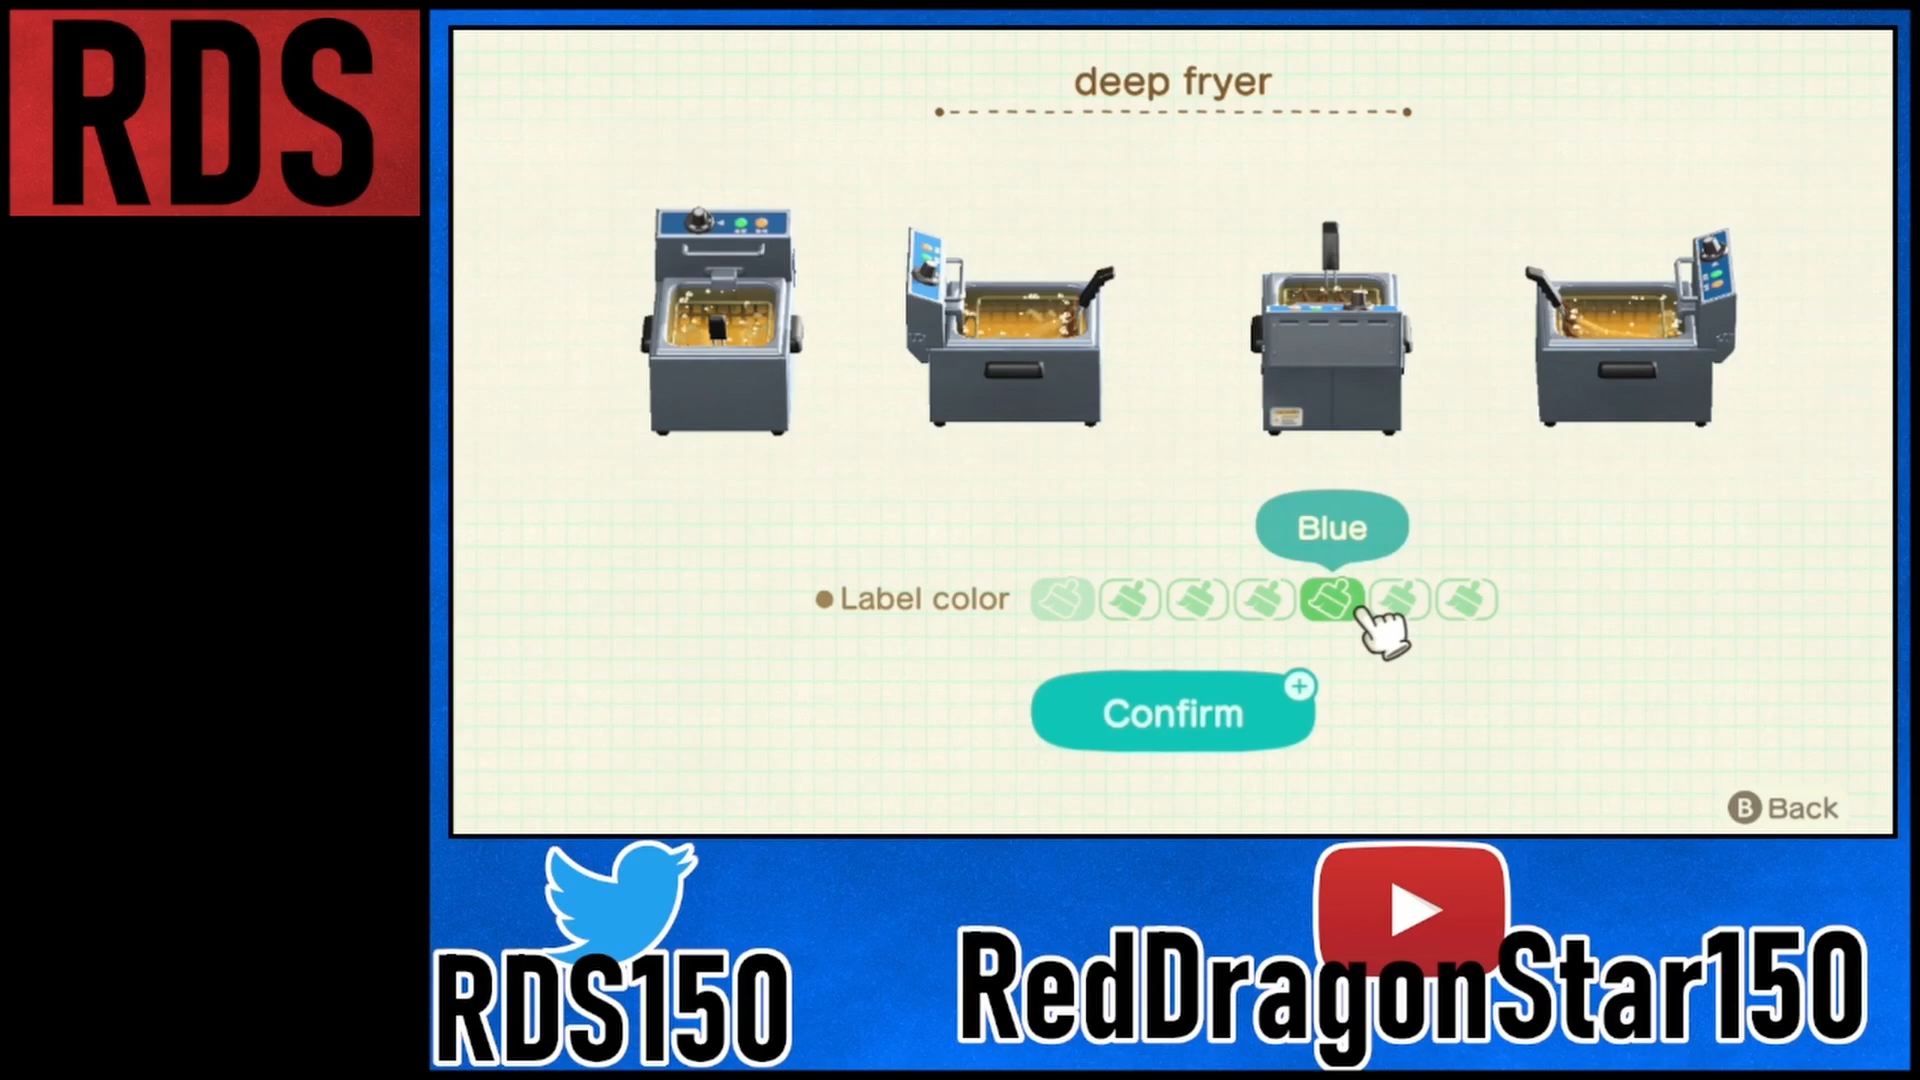 RDS
deep fryer
Blue
Label color
Confirm
B Back
RDS150
RedDragonStar150